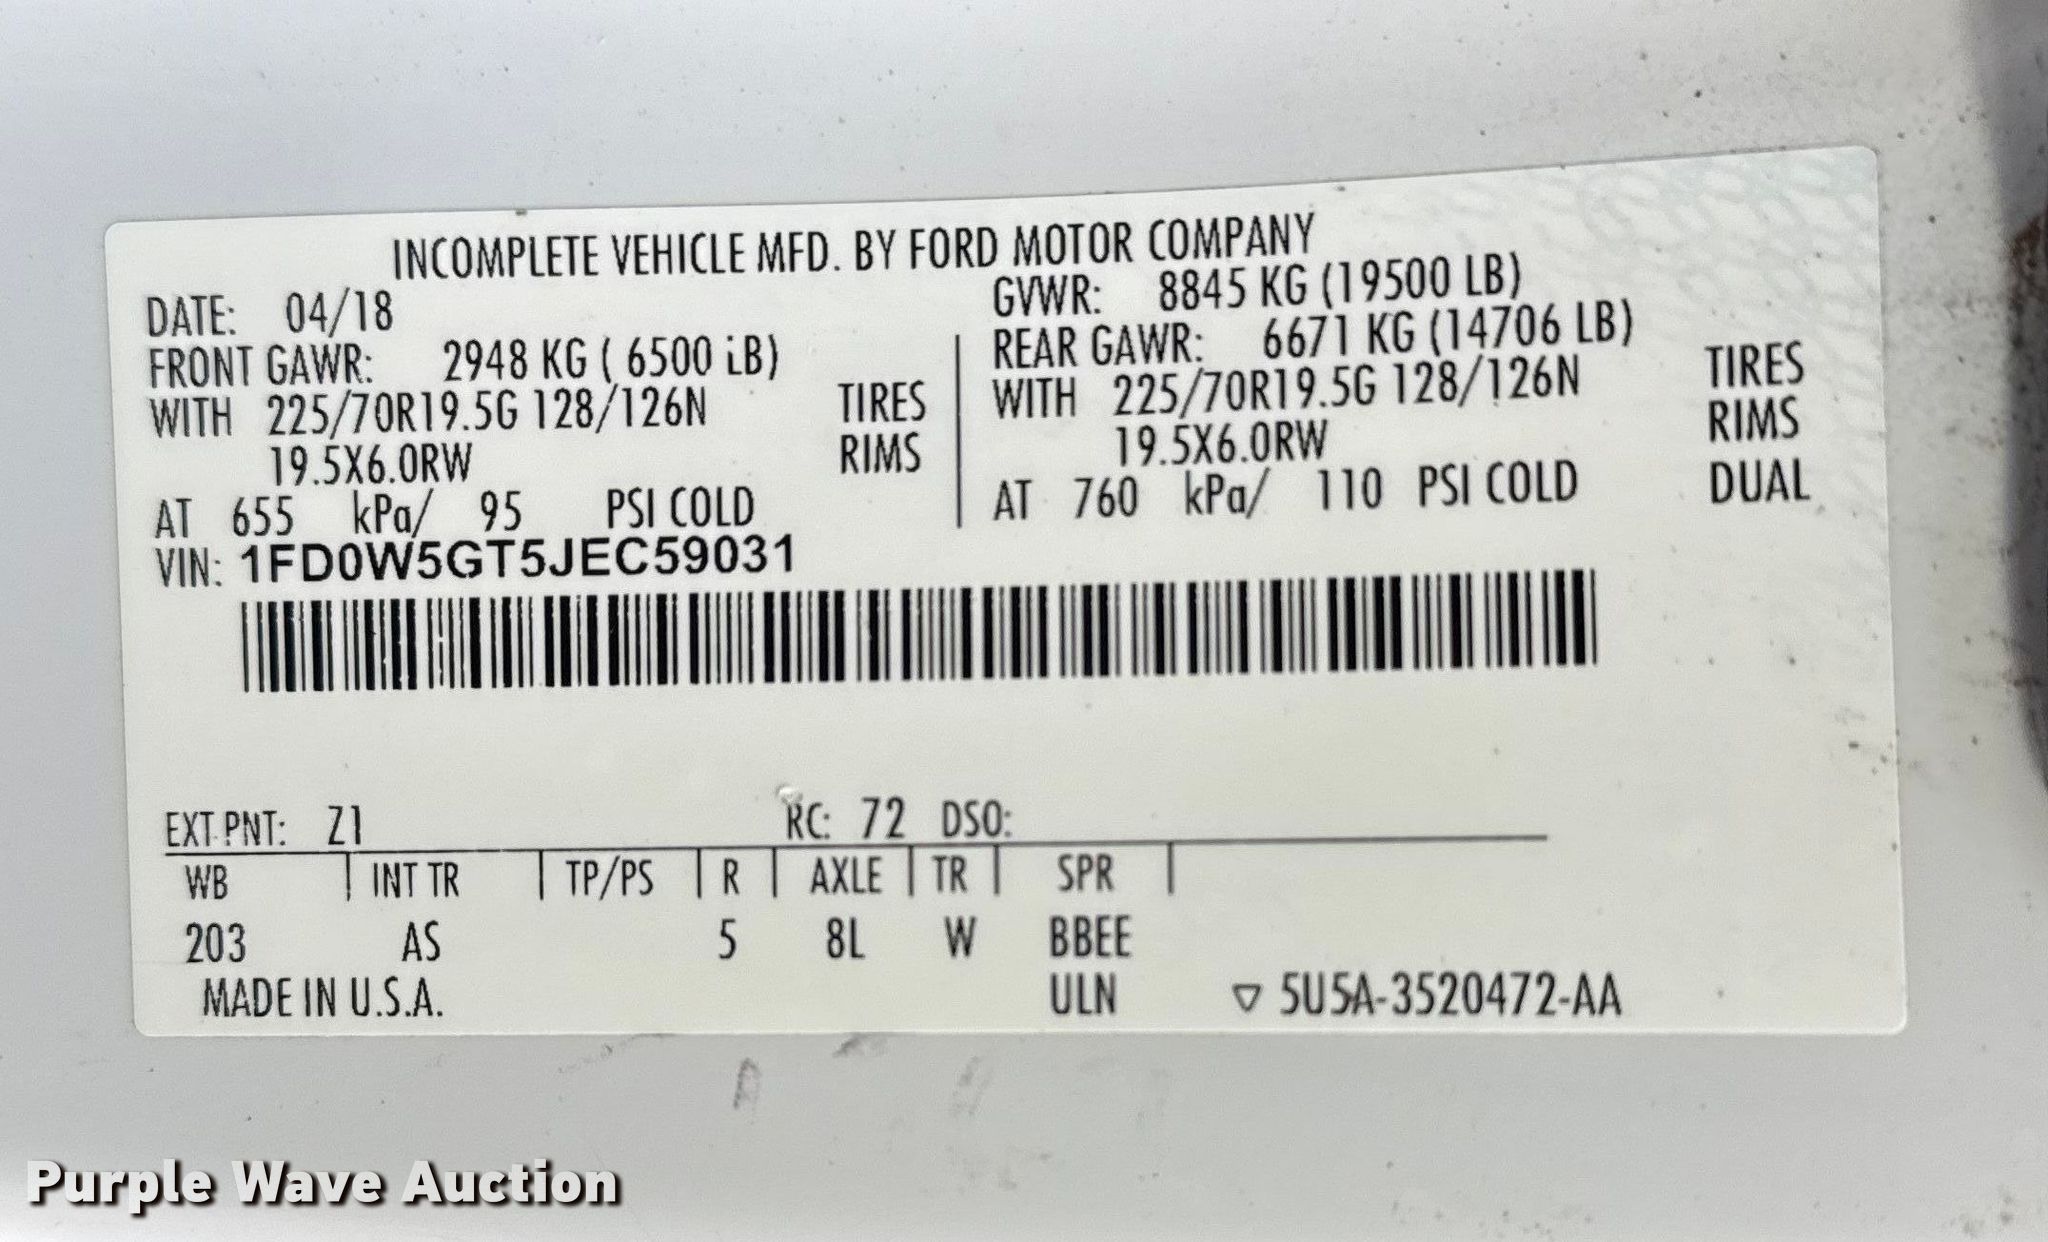 INCOMPLETE VEHICLE MFD. BY FORD MOTOR COMPANY
DATE: 04/18 GVWR: 8845 KG (19500 LB)
FRONT GAWR: 2948 KG ( 6500 LB) REAR GAWR: 6671 KG (14706 LB)
WITH 225/70R19.5G 128/126N TIRES WITH 225/70R19.5G 128/126N TIRES
19.5X6.0RW RIMS 19.5X6.0RW RIMS
AT 655 kPa/ 95 PSI COLD AT 760 kPa/ 110 PSI COLD DUAL
VIN: 1FD0W5GT5JEC59031
EXT PNT: Z1 RC: 72 DSO:
WB INT TR TP/PS R AXLE TR SPR
203 AS 5 8L W BBEE
MADE IN U.S.A. ULN ▽ 5U5A-3520472-AA
Purple Wave Auction